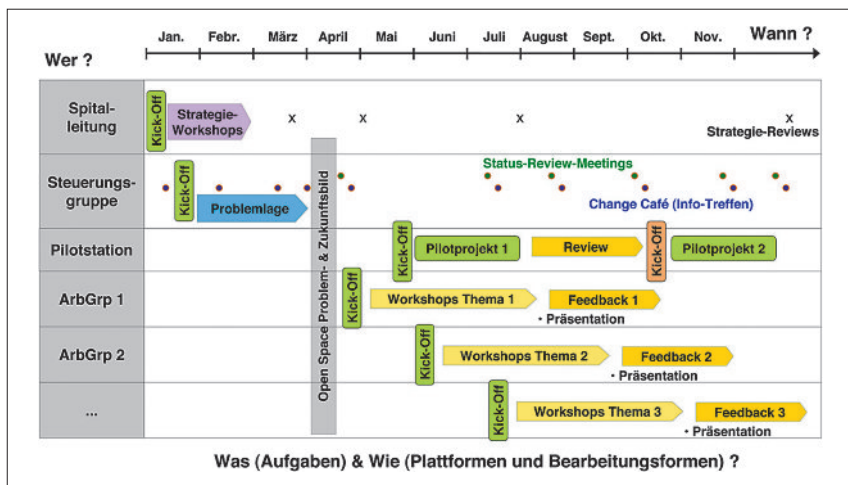 Jan. Febr. März April Mai Juni Juli August Sept. Okt. Nov. Wann ?
Wer ?
Spital-
leitung
Kick-Off
Strategie-
Workshops
x x x x
Strategie-Reviews
Steuerungs-
gruppe
Kick-Off
Problemlage
Status-Review-Meetings
Change Café (Info-Treffen)
Open Space Problem- & Zukunftsbild
Pilotstation
Kick-Off
Pilotprojekt 1
Review
Kick-Off
Pilotprojekt 2
ArbGrp 1
Kick-Off
Workshops Thema 1
Feedback 1
• Präsentation
ArbGrp 2
Kick-Off
Workshops Thema 2
Feedback 2
• Präsentation
...
Kick-Off
Workshops Thema 3
Feedback 3
• Präsentation
Was (Aufgaben) & Wie (Plattformen und Bearbeitungsformen) ?